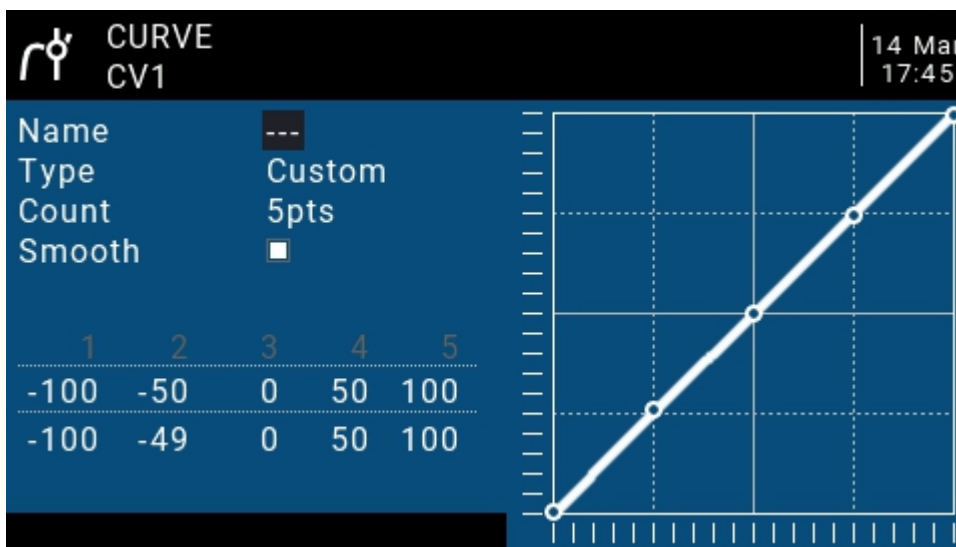 CURVE
CV1
14 Mar
17:45
Name ---
Type Custom
Count 5pts
Smooth
1 2 3 4 5
-100 -50 0 50 100
-100 -49 0 50 100